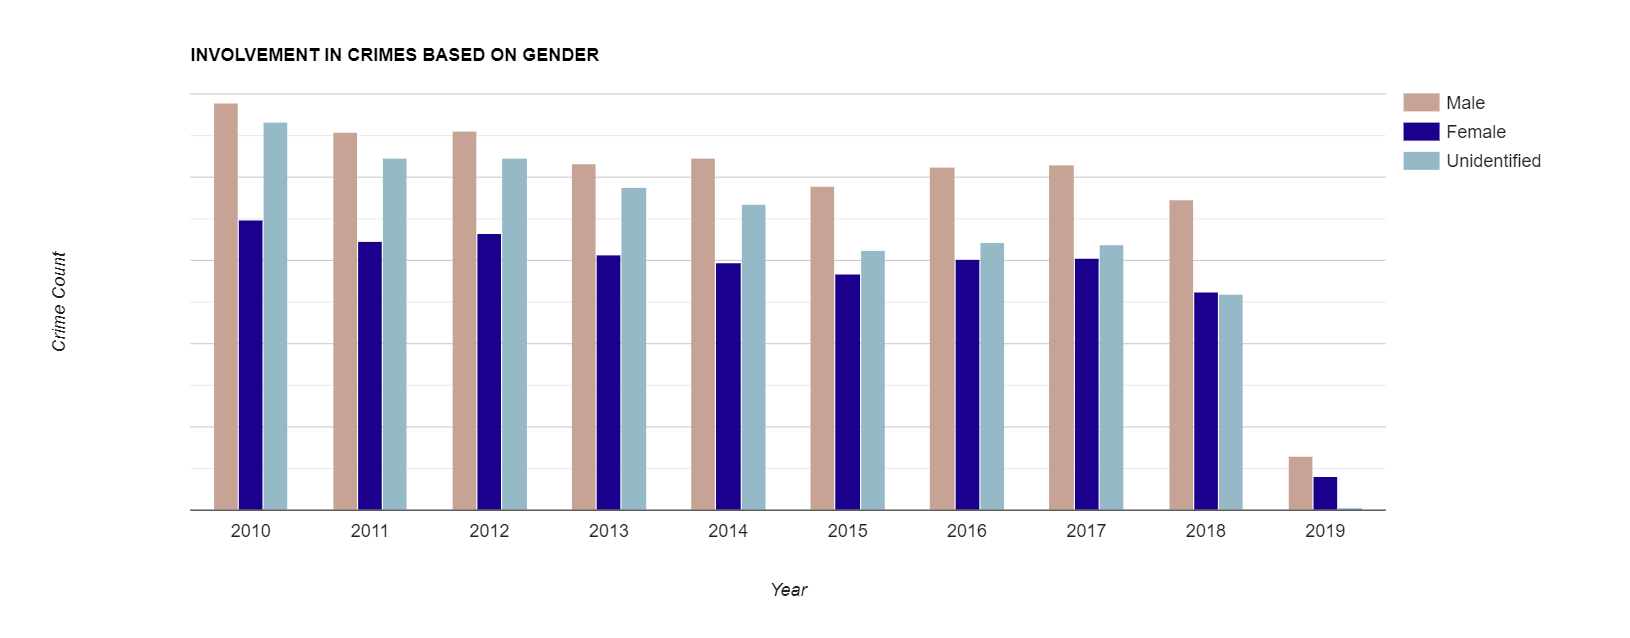 INVOLVEMENT IN CRIMES BASED ON GENDER
Male
Female
Unidentified
Crime Count
2010 2011 2012 2013 2014 2015 2016 2017 2018 2019
Year